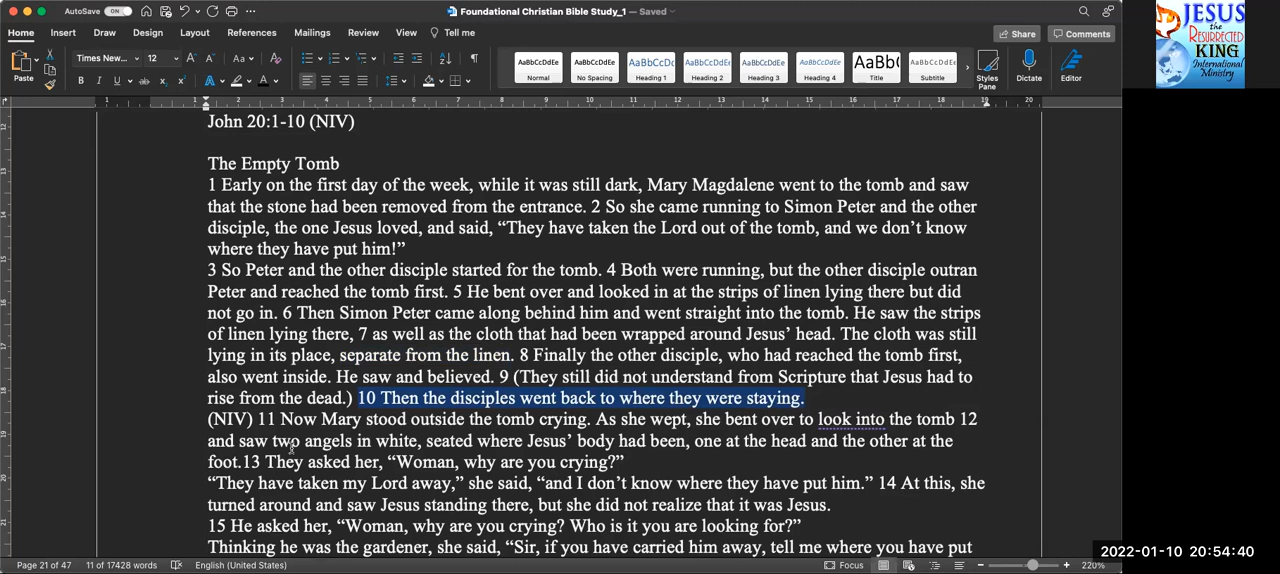 AutoSave ON Foundational Christian Bible Study_1 — Saved
Home Insert Draw Design Layout References Mailings Review View Tell me Share Comments
Paste Times New... 12 Aa AaBbCcDdEe Normal AaBbCcDdEe No Spacing AaBbCcDc Heading 1 AaBbCcDdEe Heading 2 AaBbCcDdEe Heading 3 AaBbCcDdEe Heading 4 AaBb( Title AaBbCcDdEe Subtitle Styles Pane Dictate Editor
JESUS
the
RESURRECTED
KING
International
Ministry
John 20:1-10 (NIV)
The Empty Tomb
1 Early on the first day of the week, while it was still dark, Mary Magdalene went to the tomb and saw
that the stone had been removed from the entrance. 2 So she came running to Simon Peter and the other
disciple, the one Jesus loved, and said, “They have taken the Lord out of the tomb, and we don’t know
where they have put him!”
3 So Peter and the other disciple started for the tomb. 4 Both were running, but the other disciple outran
Peter and reached the tomb first. 5 He bent over and looked in at the strips of linen lying there but did
not go in. 6 Then Simon Peter came along behind him and went straight into the tomb. He saw the strips
of linen lying there, 7 as well as the cloth that had been wrapped around Jesus’ head. The cloth was still
lying in its place, separate from the linen. 8 Finally the other disciple, who had reached the tomb first,
also went inside. He saw and believed. 9 (They still did not understand from Scripture that Jesus had to
rise from the dead.) 10 Then the disciples went back to where they were staying.
(NIV) 11 Now Mary stood outside the tomb crying. As she wept, she bent over to look into the tomb 12
and saw two angels in white, seated where Jesus’ body had been, one at the head and the other at the
foot.13 They asked her, “Woman, why are you crying?”
“They have taken my Lord away,” she said, “and I don’t know where they have put him.” 14 At this, she
turned around and saw Jesus standing there, but she did not realize that it was Jesus.
15 He asked her, “Woman, why are you crying? Who is it you are looking for?”
Thinking he was the gardener, she said, “Sir, if you have carried him away, tell me where you have put
2022-01-10 20:54:40
Page 21 of 47 11 of 17428 words English (United States) Focus 220%